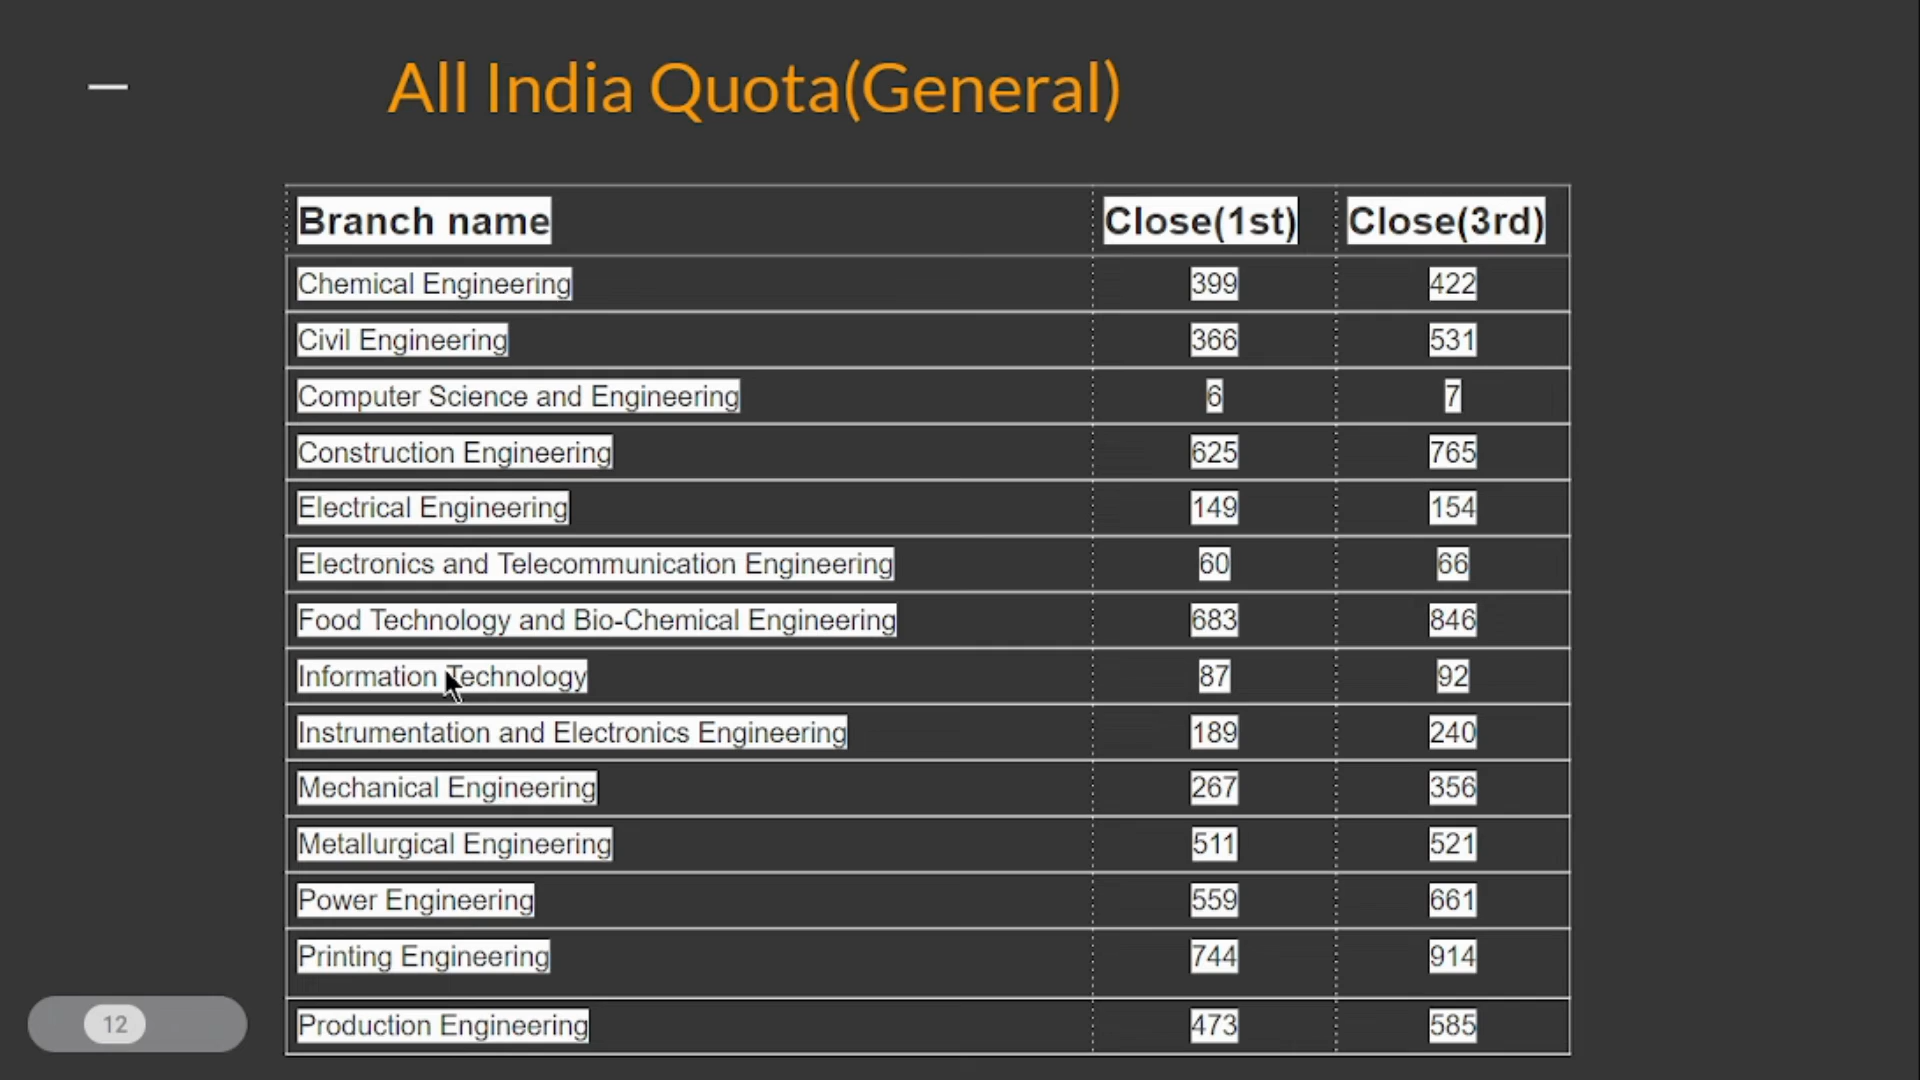 All India Quota(General)
Branch name Close(1st) Close(3rd)
Chemical Engineering 399 422
Civil Engineering 366 531
Computer Science and Engineering 6 7
Construction Engineering 625 765
Electrical Engineering 149 154
Electronics and Telecommunication Engineering 60 66
Food Technology and Bio-Chemical Engineering 683 846
Information Technology 87 92
Instrumentation and Electronics Engineering 189 240
Mechanical Engineering 267 356
Metallurgical Engineering 511 521
Power Engineering 559 661
Printing Engineering 744 914
Production Engineering 473 585
12